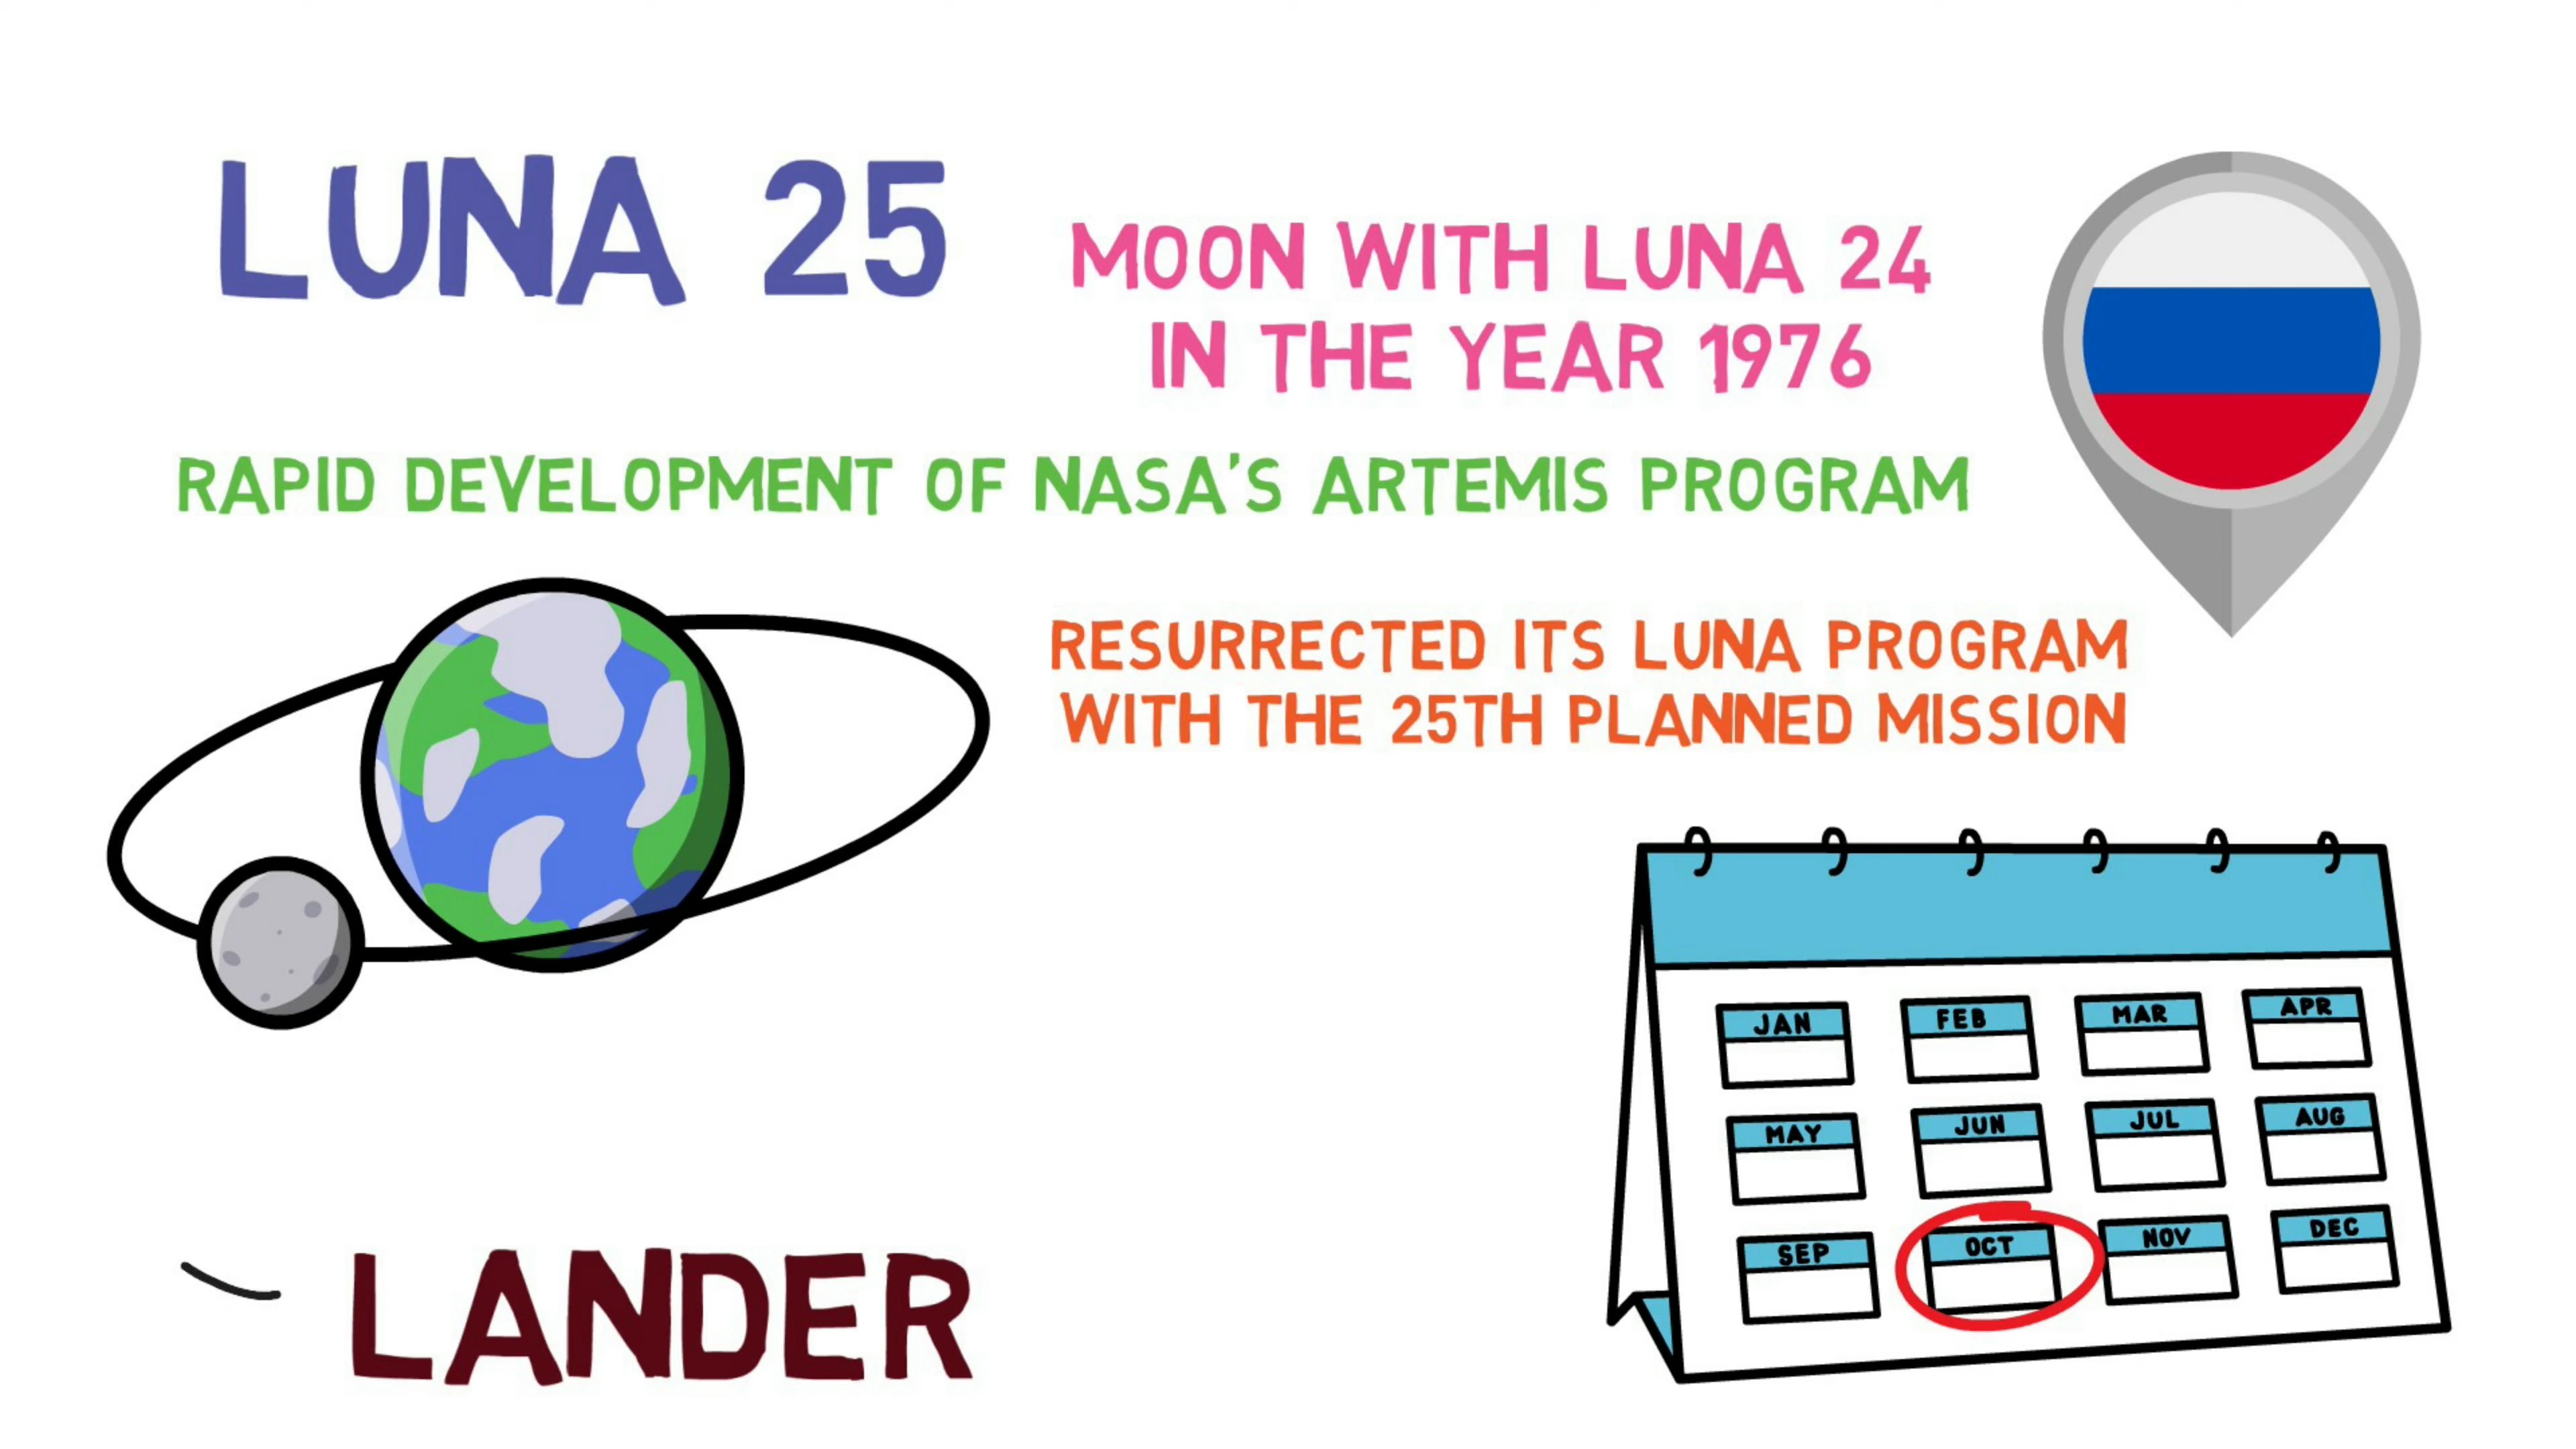 LUNA 25
MOON WITH LUNA 24
IN THE YEAR 1976
RAPID DEVELOPMENT OF NASA'S ARTEMIS PROGRAM
RESURRECTED ITS LUNA PROGRAM
WITH THE 25TH PLANNED MISSION
JAN FEB MAR APR
MAY JUN JUL AUG
SEP OCT NOV DEC
LANDER